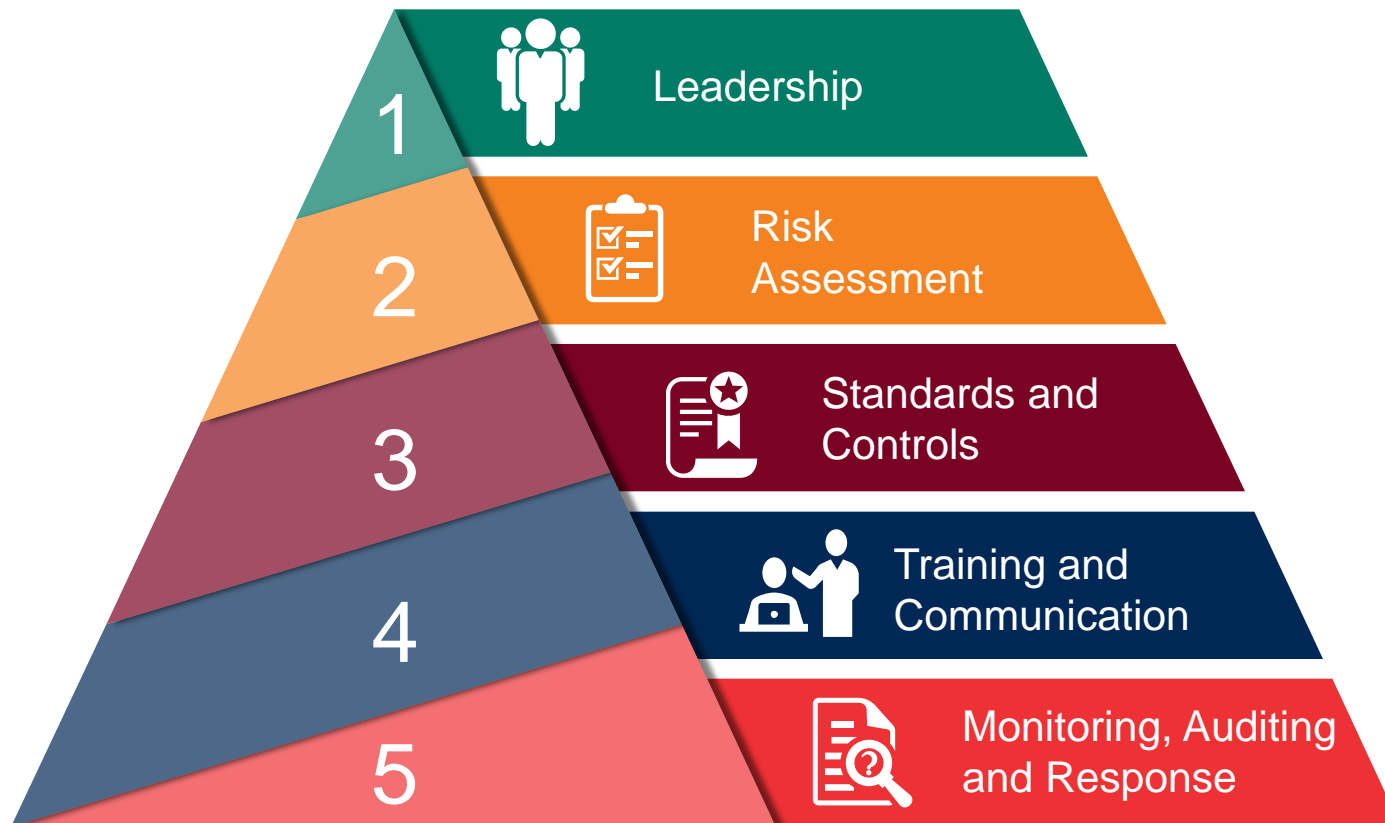 1
Leadership
2
Risk
Assessment
3
Standards and
Controls
4
Training and
Communication
5
Monitoring, Auditing
and Response
?